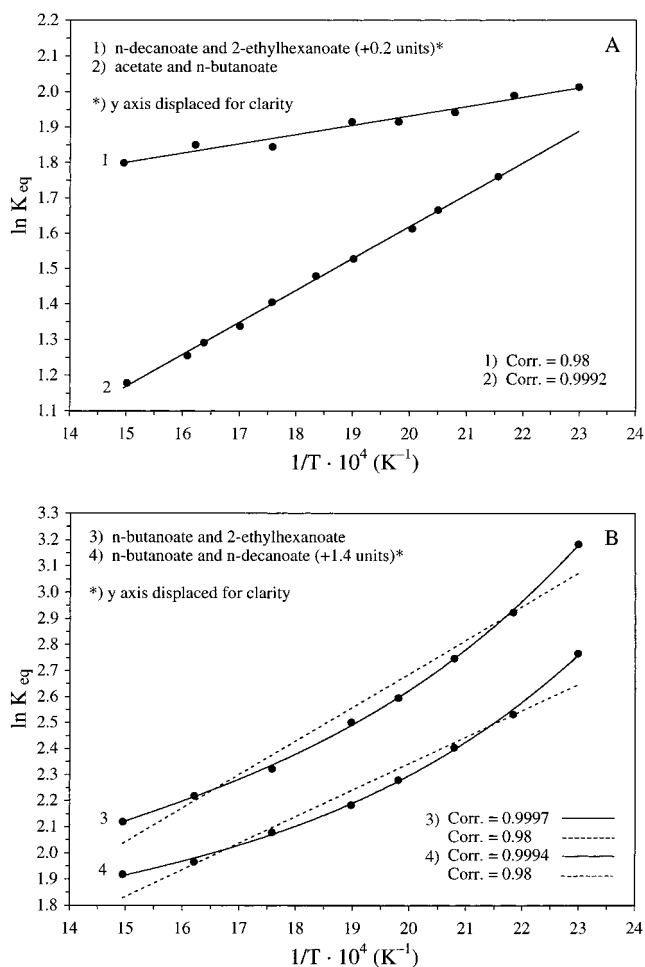 A
1) n-decanoate and 2-ethylhexanoate (+0.2 units)*
2) acetate and n-butanoate
*) y axis displaced for clarity
2.2
2.1
2.0
1.9
1.8
1.7
1.6
1.5
1.4
1.3
1.2
1.1
ln K eq
1
2
1) Corr. = 0.98
2) Corr. = 0.9992
14 15 16 17 18 19 20 21 22 23 24
1/T · 10⁴ (K⁻¹)
B
3) n-butanoate and 2-ethylhexanoate
4) n-butanoate and n-decanoate (+1.4 units)*
*) y axis displaced for clarity
3.3
3.2
3.1
3.0
2.9
2.8
2.7
2.6
2.5
2.4
2.3
2.2
2.1
2.0
1.9
1.8
ln K eq
3
4
3) Corr. = 0.9997
Corr. = 0.98
4) Corr. = 0.9994
Corr. = 0.98
14 15 16 17 18 19 20 21 22 23 24
1/T · 10⁴ (K⁻¹)